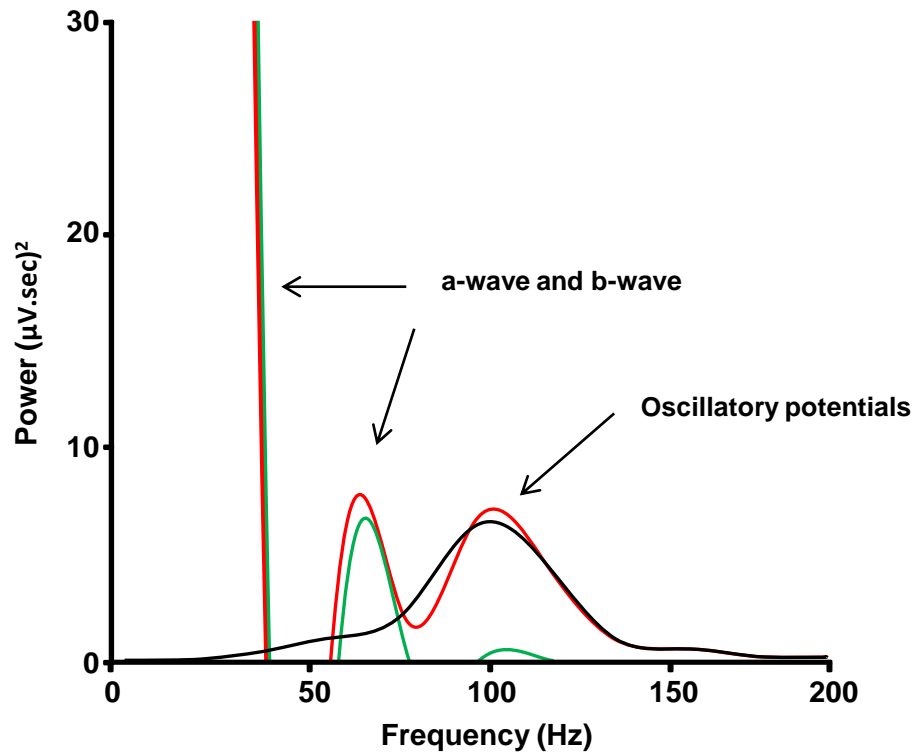 30
20
10
0
Power (µV.sec)²
a-wave and b-wave
Oscillatory potentials
0 50 100 150 200
Frequency (Hz)